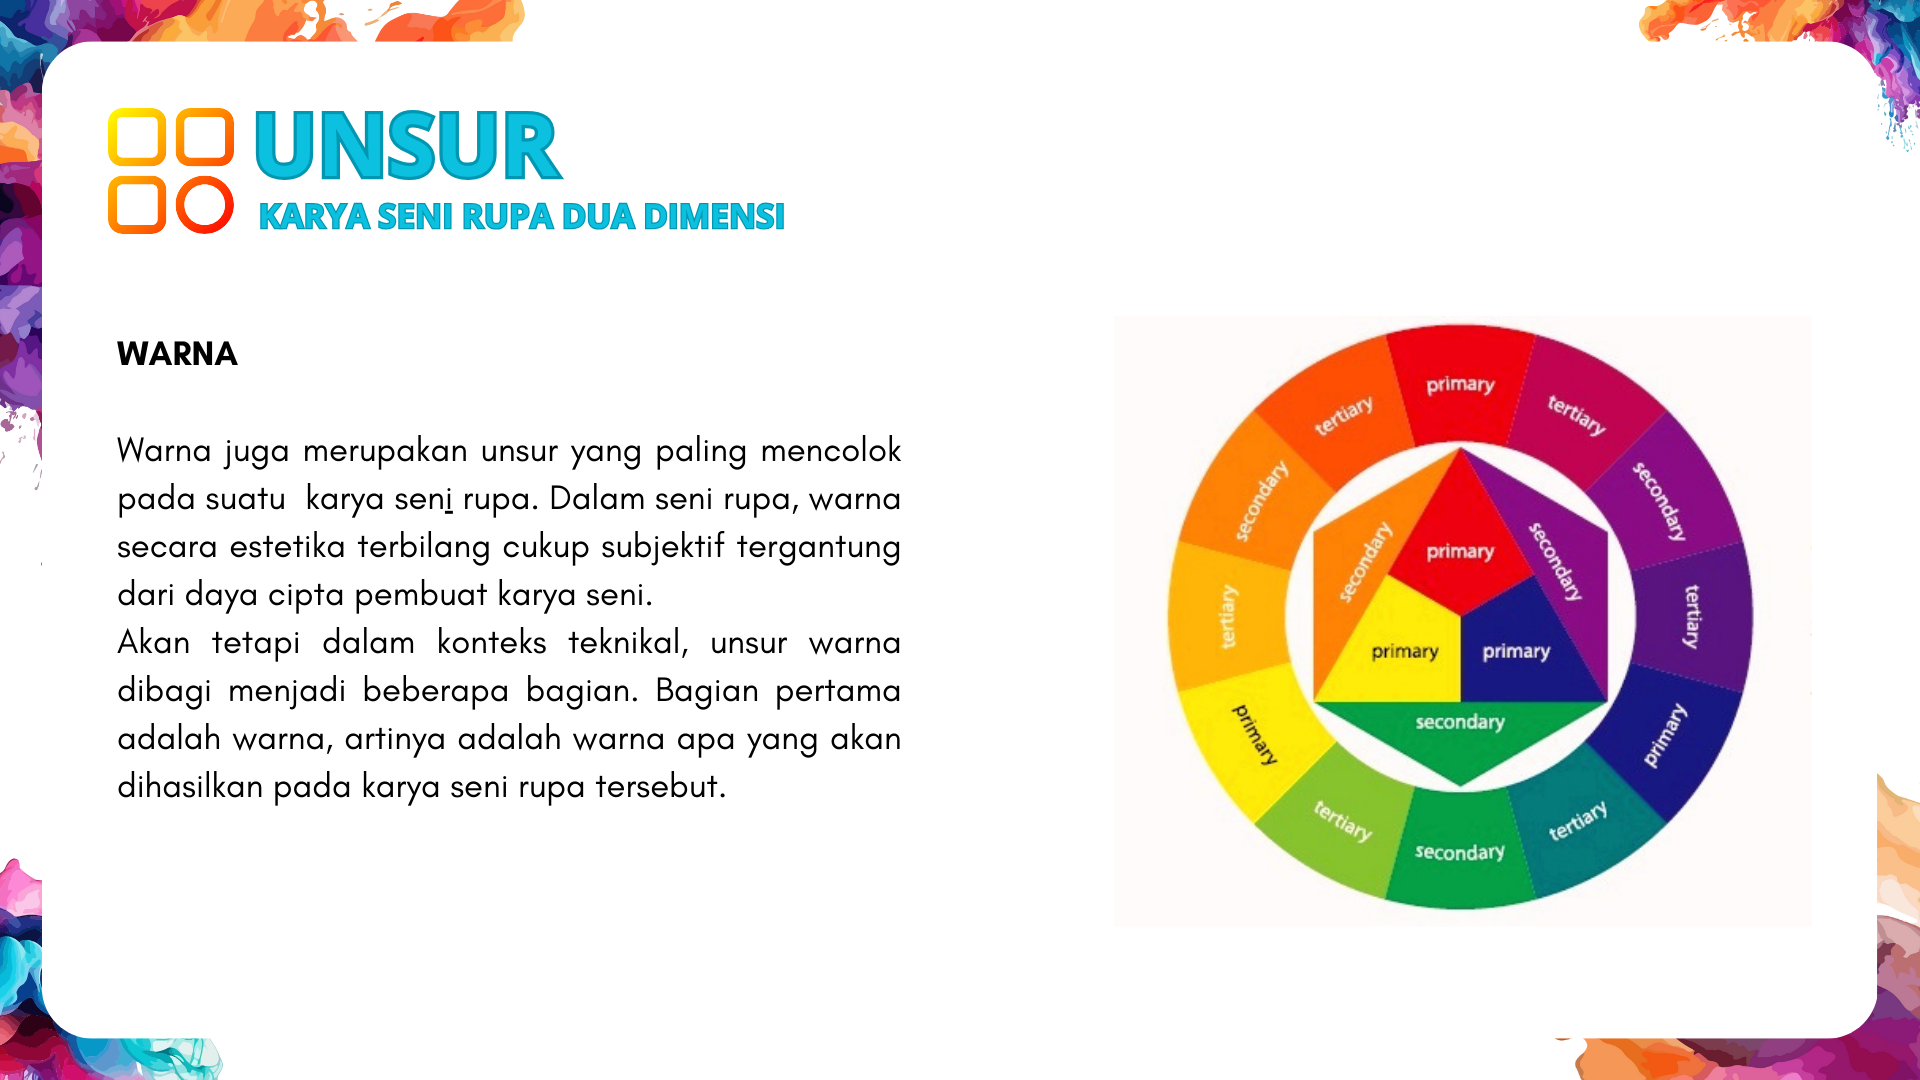 UNSUR
KARYA SENI RUPA DUA DIMENSI
WARNA
Warna juga merupakan unsur yang paling mencolok
pada suatu karya seni rupa. Dalam seni rupa, warna
secara estetika terbilang cukup subjektif tergantung
dari daya cipta pembuat karya seni.
Akan tetapi dalam konteks teknikal, unsur warna
dibagi menjadi beberapa bagian. Bagian pertama
adalah warna, artinya adalah warna apa yang akan
dihasilkan pada karya seni rupa tersebut.
primary
tertiary
secondary
tertiary
primary
tertiary
secondary
tertiary
primary
tertiary
secondary
tertiary
primary
secondary
secondary
primary
primary
secondary